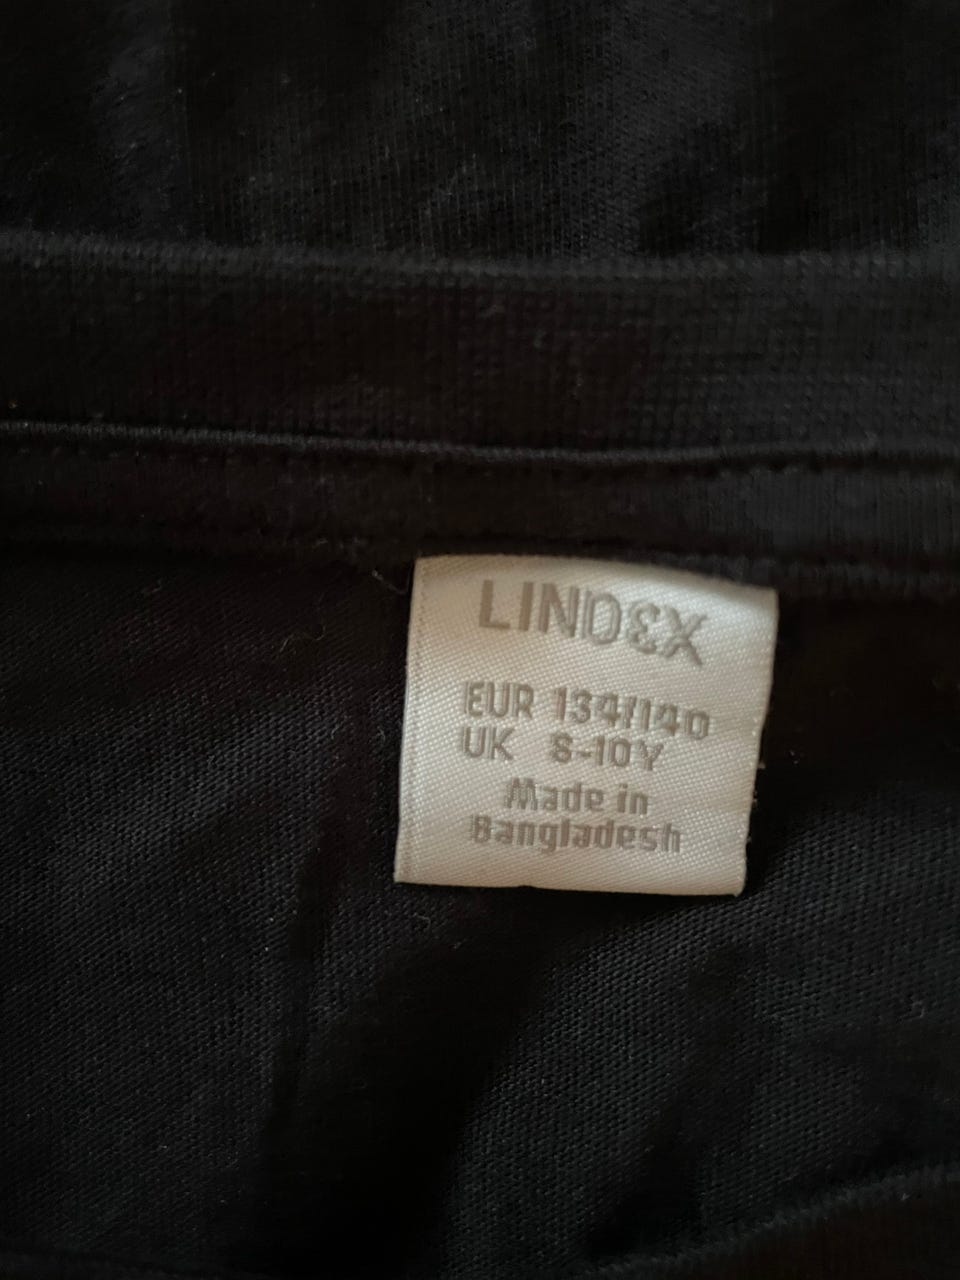 LINDEX
EUR 134/140
UK 8-10Y
Made in
Bangladesh